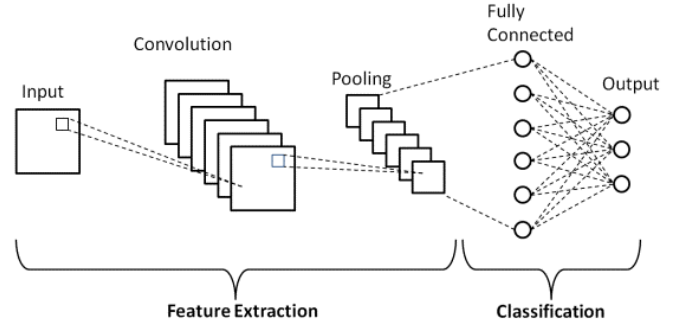 Input
Convolution
Pooling
Fully
Connected
Output
Feature Extraction
Classification